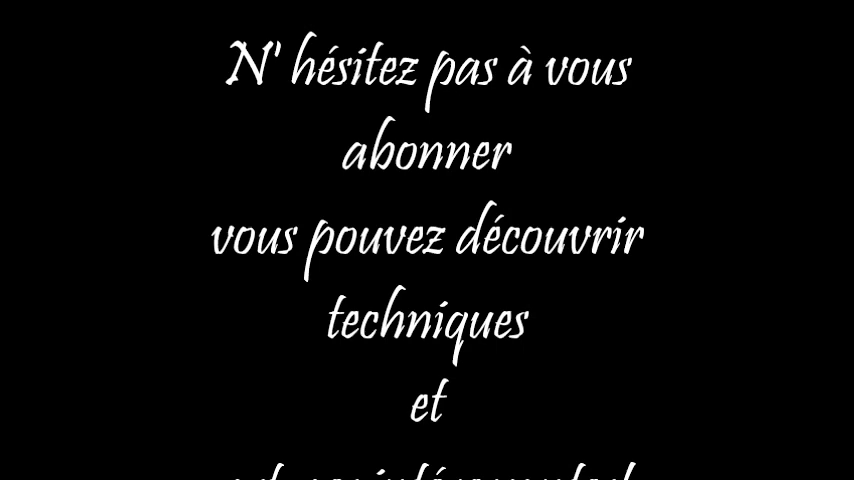 N' hésitez pas à vous
abonner
vous pouvez découvrir
techniques
et